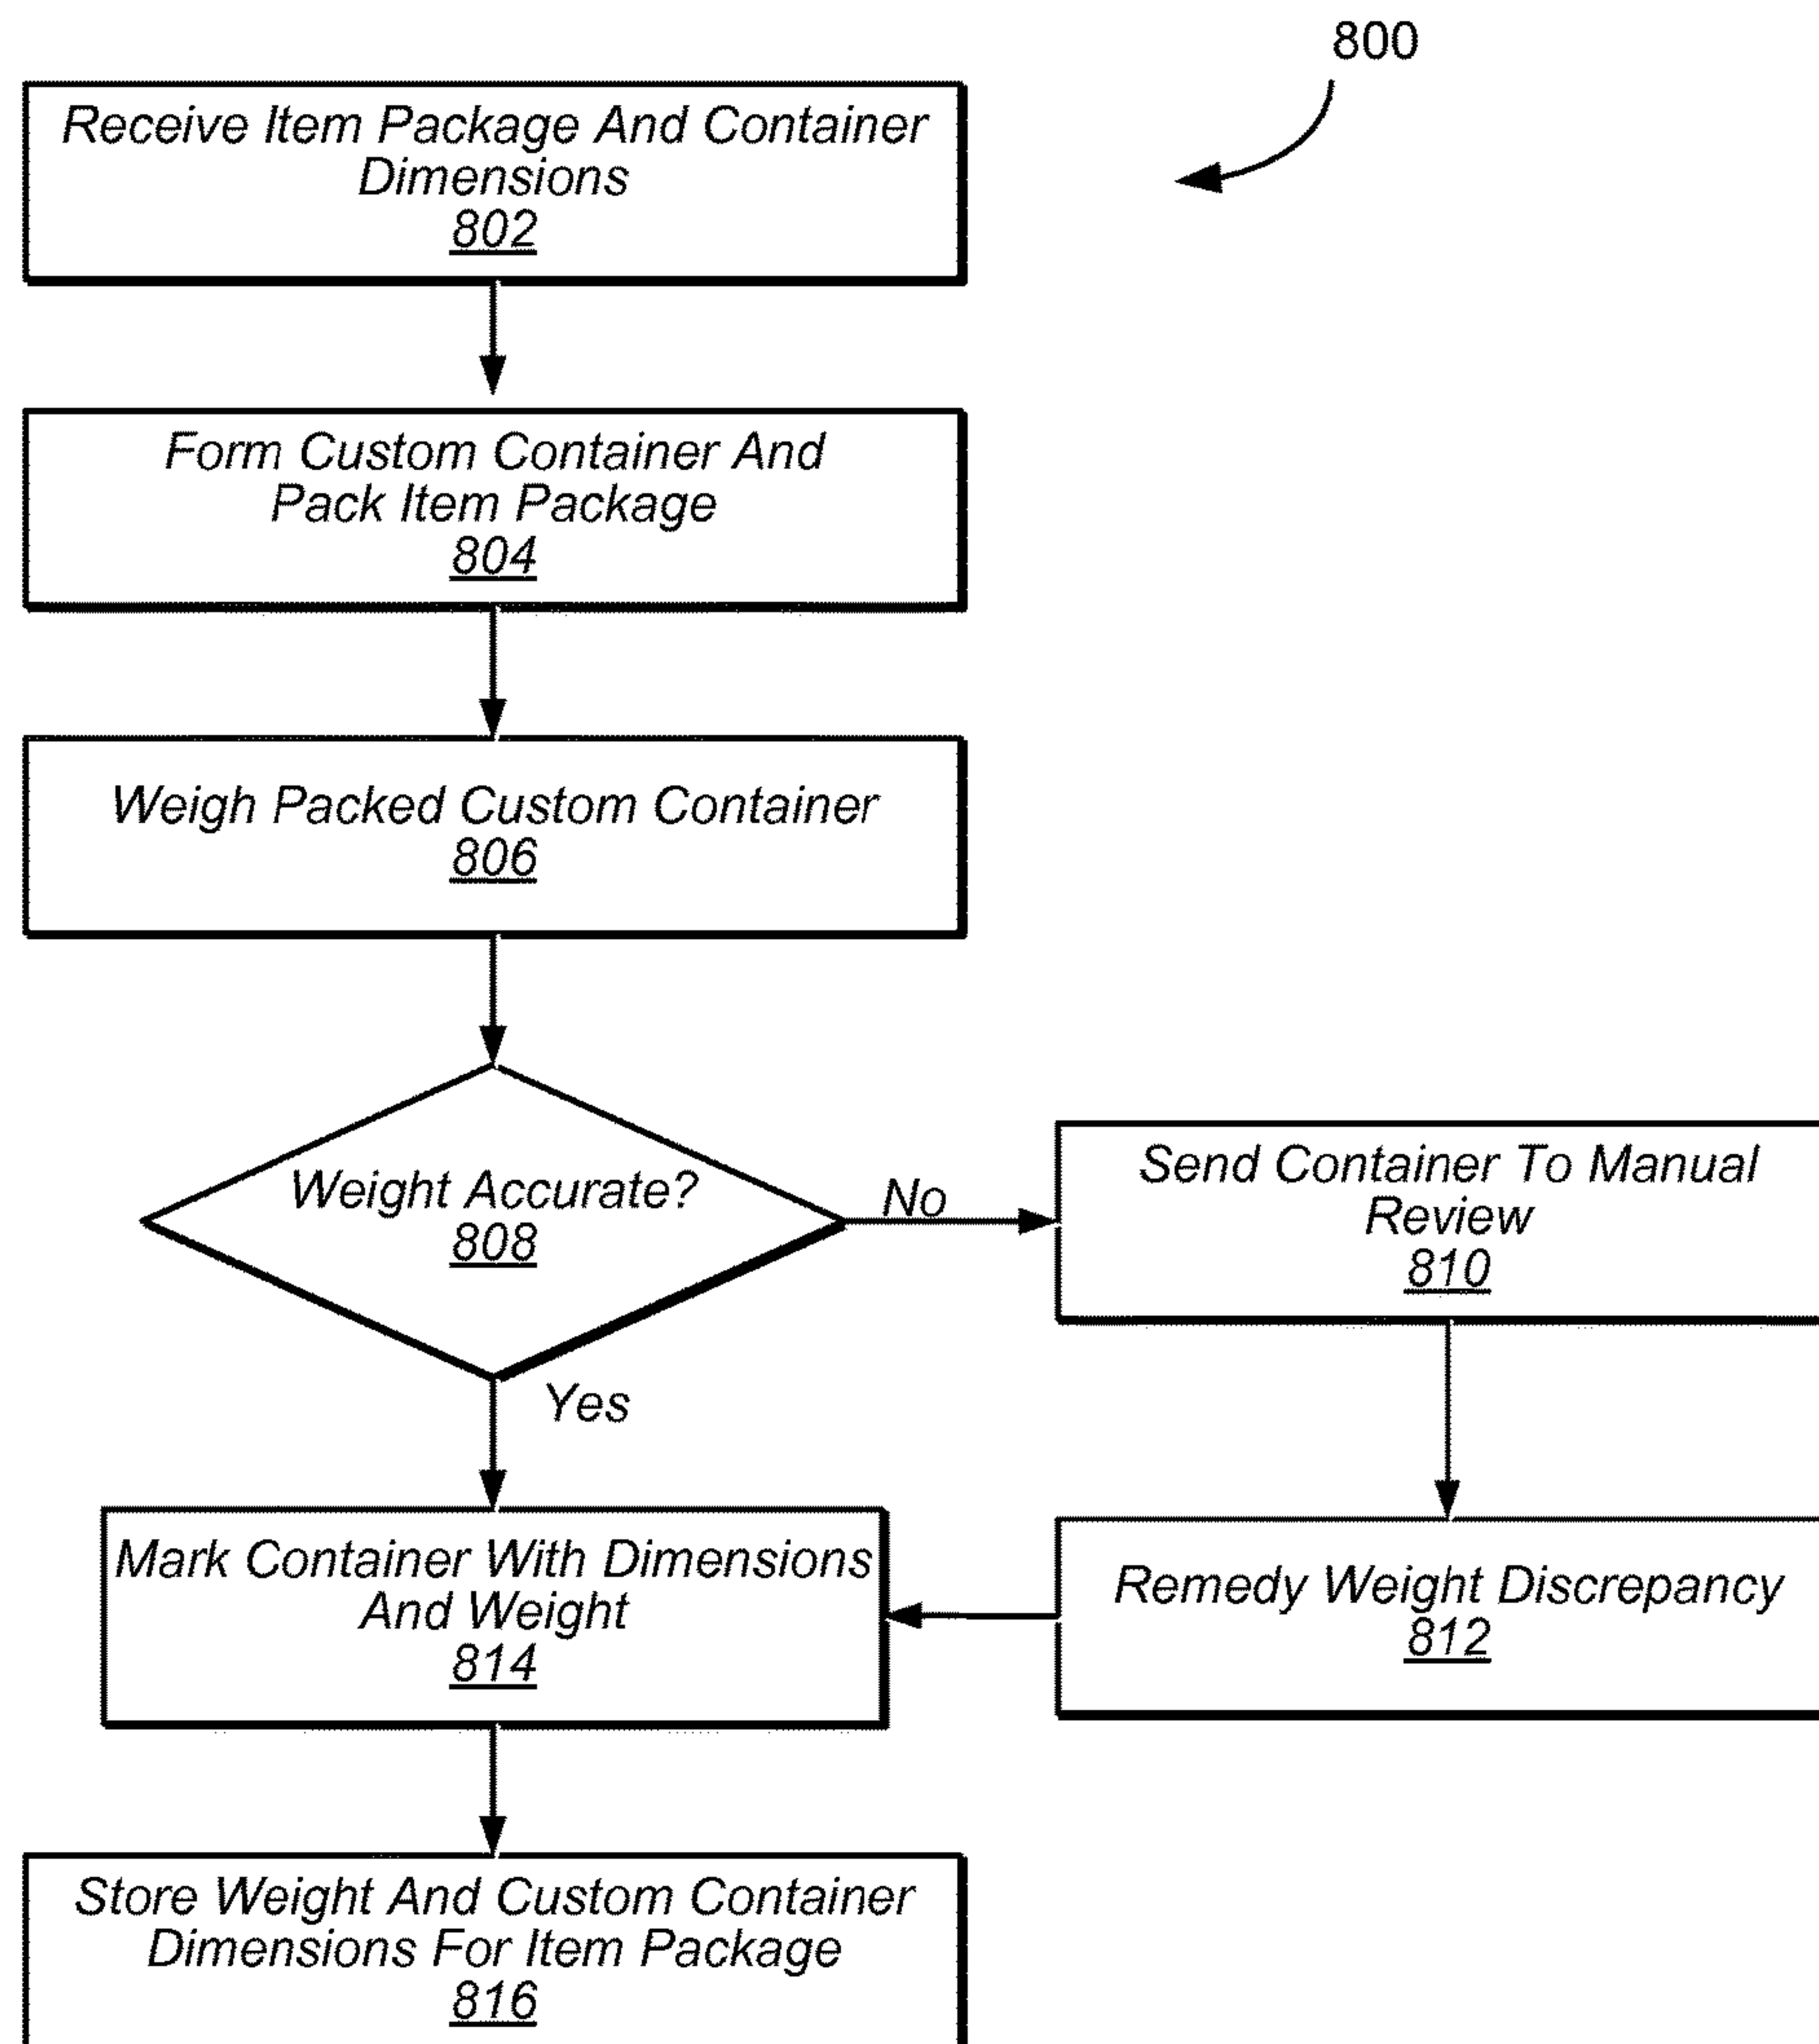 800
Receive Item Package And Container
Dimensions
802
Form Custom Container And
Pack Item Package
804
Weigh Packed Custom Container
806
Weight Accurate?
808
No
Send Container To Manual
Review
810
Yes
Mark Container With Dimensions
And Weight
814
Remedy Weight Discrepancy
812
Store Weight And Custom Container
Dimensions For Item Package
816